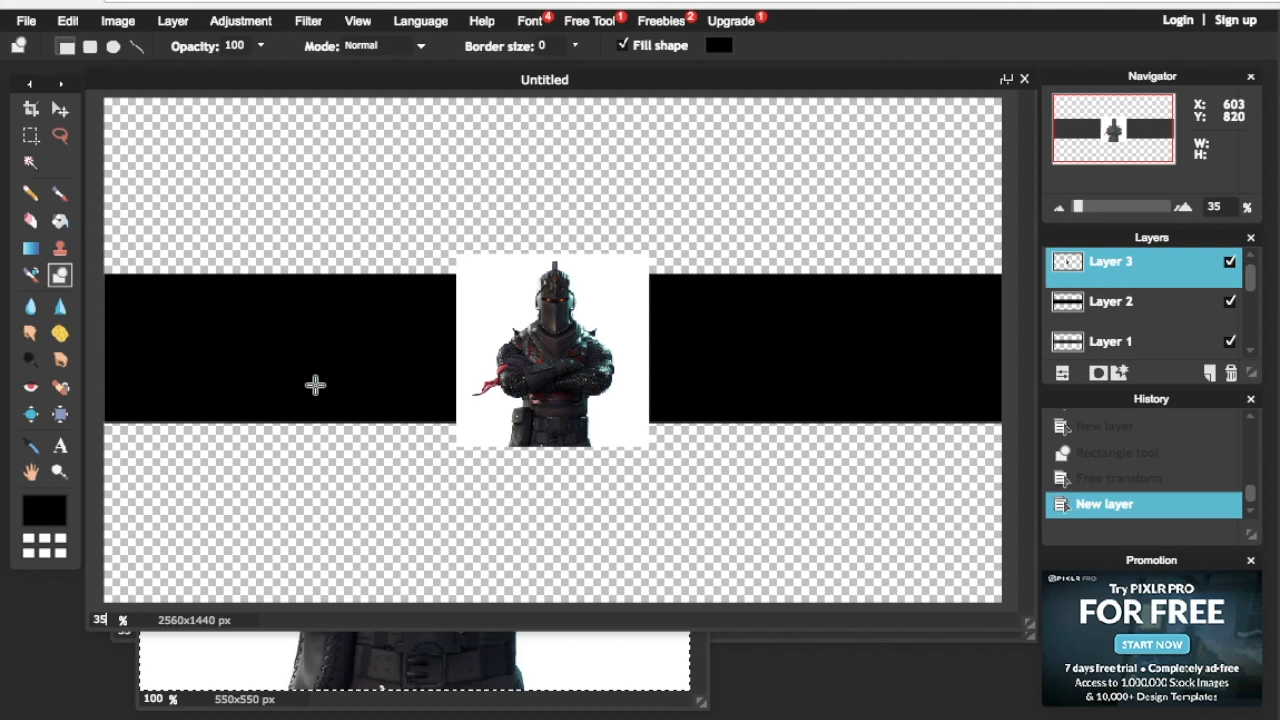 File Edit Image Layer Adjustment Filter View Language Help Font 4 Free Tool 1 Freebies 2 Upgrade 1 Login | Sign up
Opacity: 100 Mode: Normal Border size: 0 Fill shape
Untitled
Navigator
X: 603
Y: 820
W:
H:
35 %
Layers
Layer 3
Layer 2
Layer 1
History
New layer
Rectangle tool
Free transform
New layer
Promotion
PIXLR PRO
Try PIXLR PRO
FOR FREE
START NOW
7 days free trial • Completely ad-free
Access to 1.000.000 Stock Images
& 10,000+ Design Templates
A
35 % 2560x1440 px
100 % 550x550 px